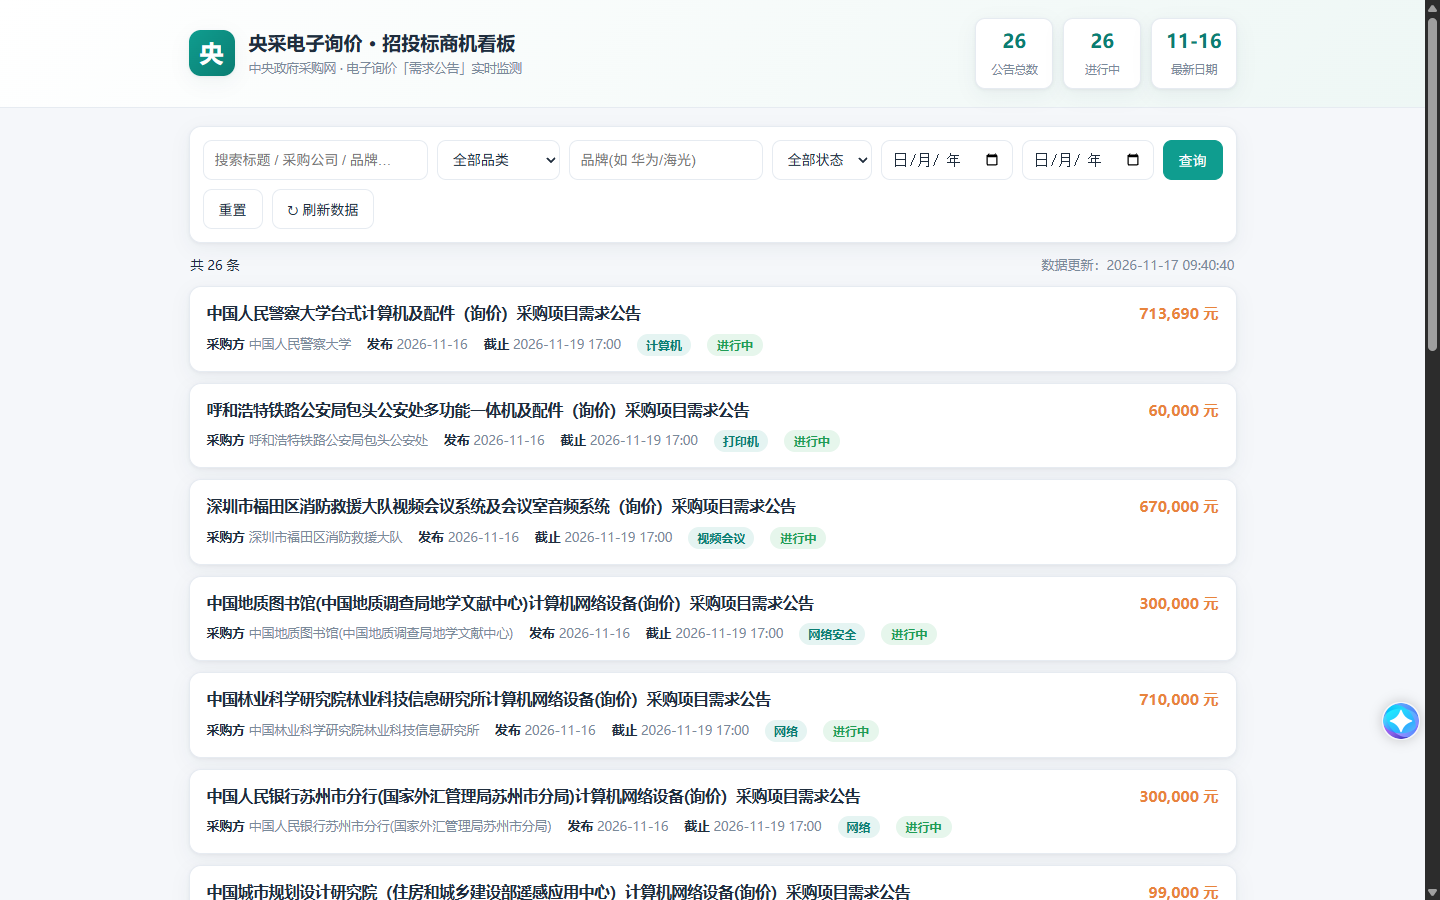 央
央采电子询价 • 招投标商机看板
中央政府采购网 · 电子询价「需求公告」实时监测
26
公告总数
26
进行中
11-16
最新日期
搜索标题 / 采购公司 / 品牌...
全部品类
品牌(如 华为/海光)
全部状态
日/月/ 年
日/月/ 年
查询
重置
↻ 刷新数据
共 26 条
数据更新：2026-11-17 09:40:40
中国人民警察大学台式计算机及配件（询价）采购项目需求公告
713,690 元
采购方 中国人民警察大学 发布 2026-11-16 截止 2026-11-19 17:00 计算机 进行中
呼和浩特铁路公安局包头公安处多功能一体机及配件（询价）采购项目需求公告
60,000 元
采购方 呼和浩特铁路公安局包头公安处 发布 2026-11-16 截止 2026-11-19 17:00 打印机 进行中
深圳市福田区消防救援大队视频会议系统及会议室音频系统（询价）采购项目需求公告
670,000 元
采购方 深圳市福田区消防救援大队 发布 2026-11-16 截止 2026-11-19 17:00 视频会议 进行中
中国地质图书馆(中国地质调查局地学文献中心)计算机网络设备(询价）采购项目需求公告
300,000 元
采购方 中国地质图书馆(中国地质调查局地学文献中心) 发布 2026-11-16 截止 2026-11-19 17:00 网络安全 进行中
中国林业科学研究院林业科技信息研究所计算机网络设备(询价）采购项目需求公告
710,000 元
采购方 中国林业科学研究院林业科技信息研究所 发布 2026-11-16 截止 2026-11-19 17:00 网络 进行中
中国人民银行苏州市分行(国家外汇管理局苏州市分局)计算机网络设备(询价）采购项目需求公告
300,000 元
采购方 中国人民银行苏州市分行(国家外汇管理局苏州市分局) 发布 2026-11-16 截止 2026-11-19 17:00 网络 进行中
中国城市规划设计研究院（住房和城乡建设部遥感应用中心）计算机网络设备(询价）采购项目需求公告
99,000 元